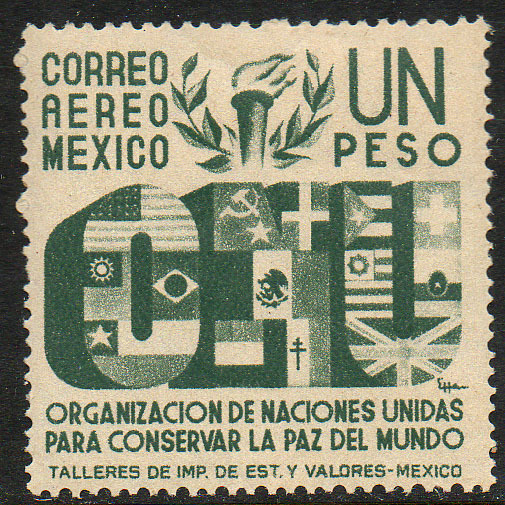 CORREO
AEREO
MEXICO
UN
PESO
ONU
ORGANIZACION DE NACIONES UNIDAS
PARA CONSERVAR LA PAZ DEL MUNDO
TALLERES DE IMP. DE EST. Y VALORES-MEXICO